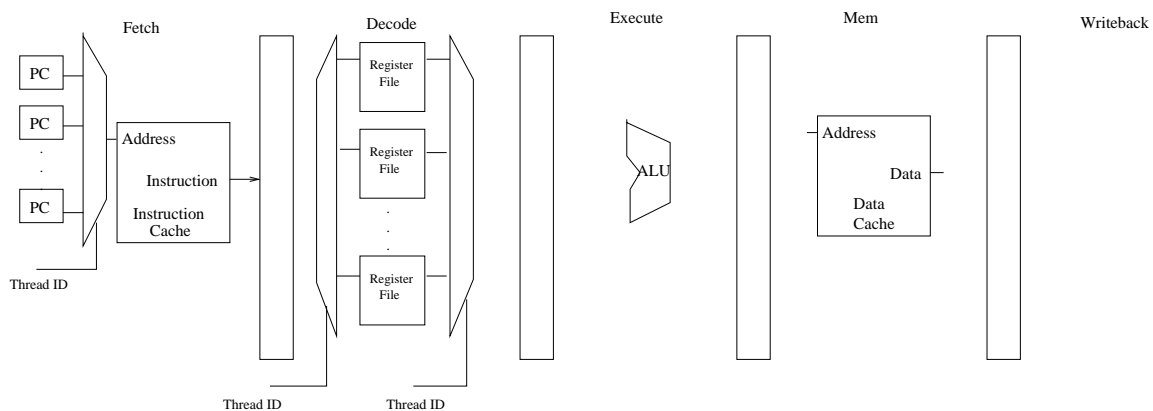 Fetch
Decode
Execute
Mem
Writeback
PC
PC
PC
Address
Instruction
Instruction
Cache
Thread ID
Register
File
Register
File
Register
File
Thread ID
Thread ID
ALU
Address
Data
Data
Cache